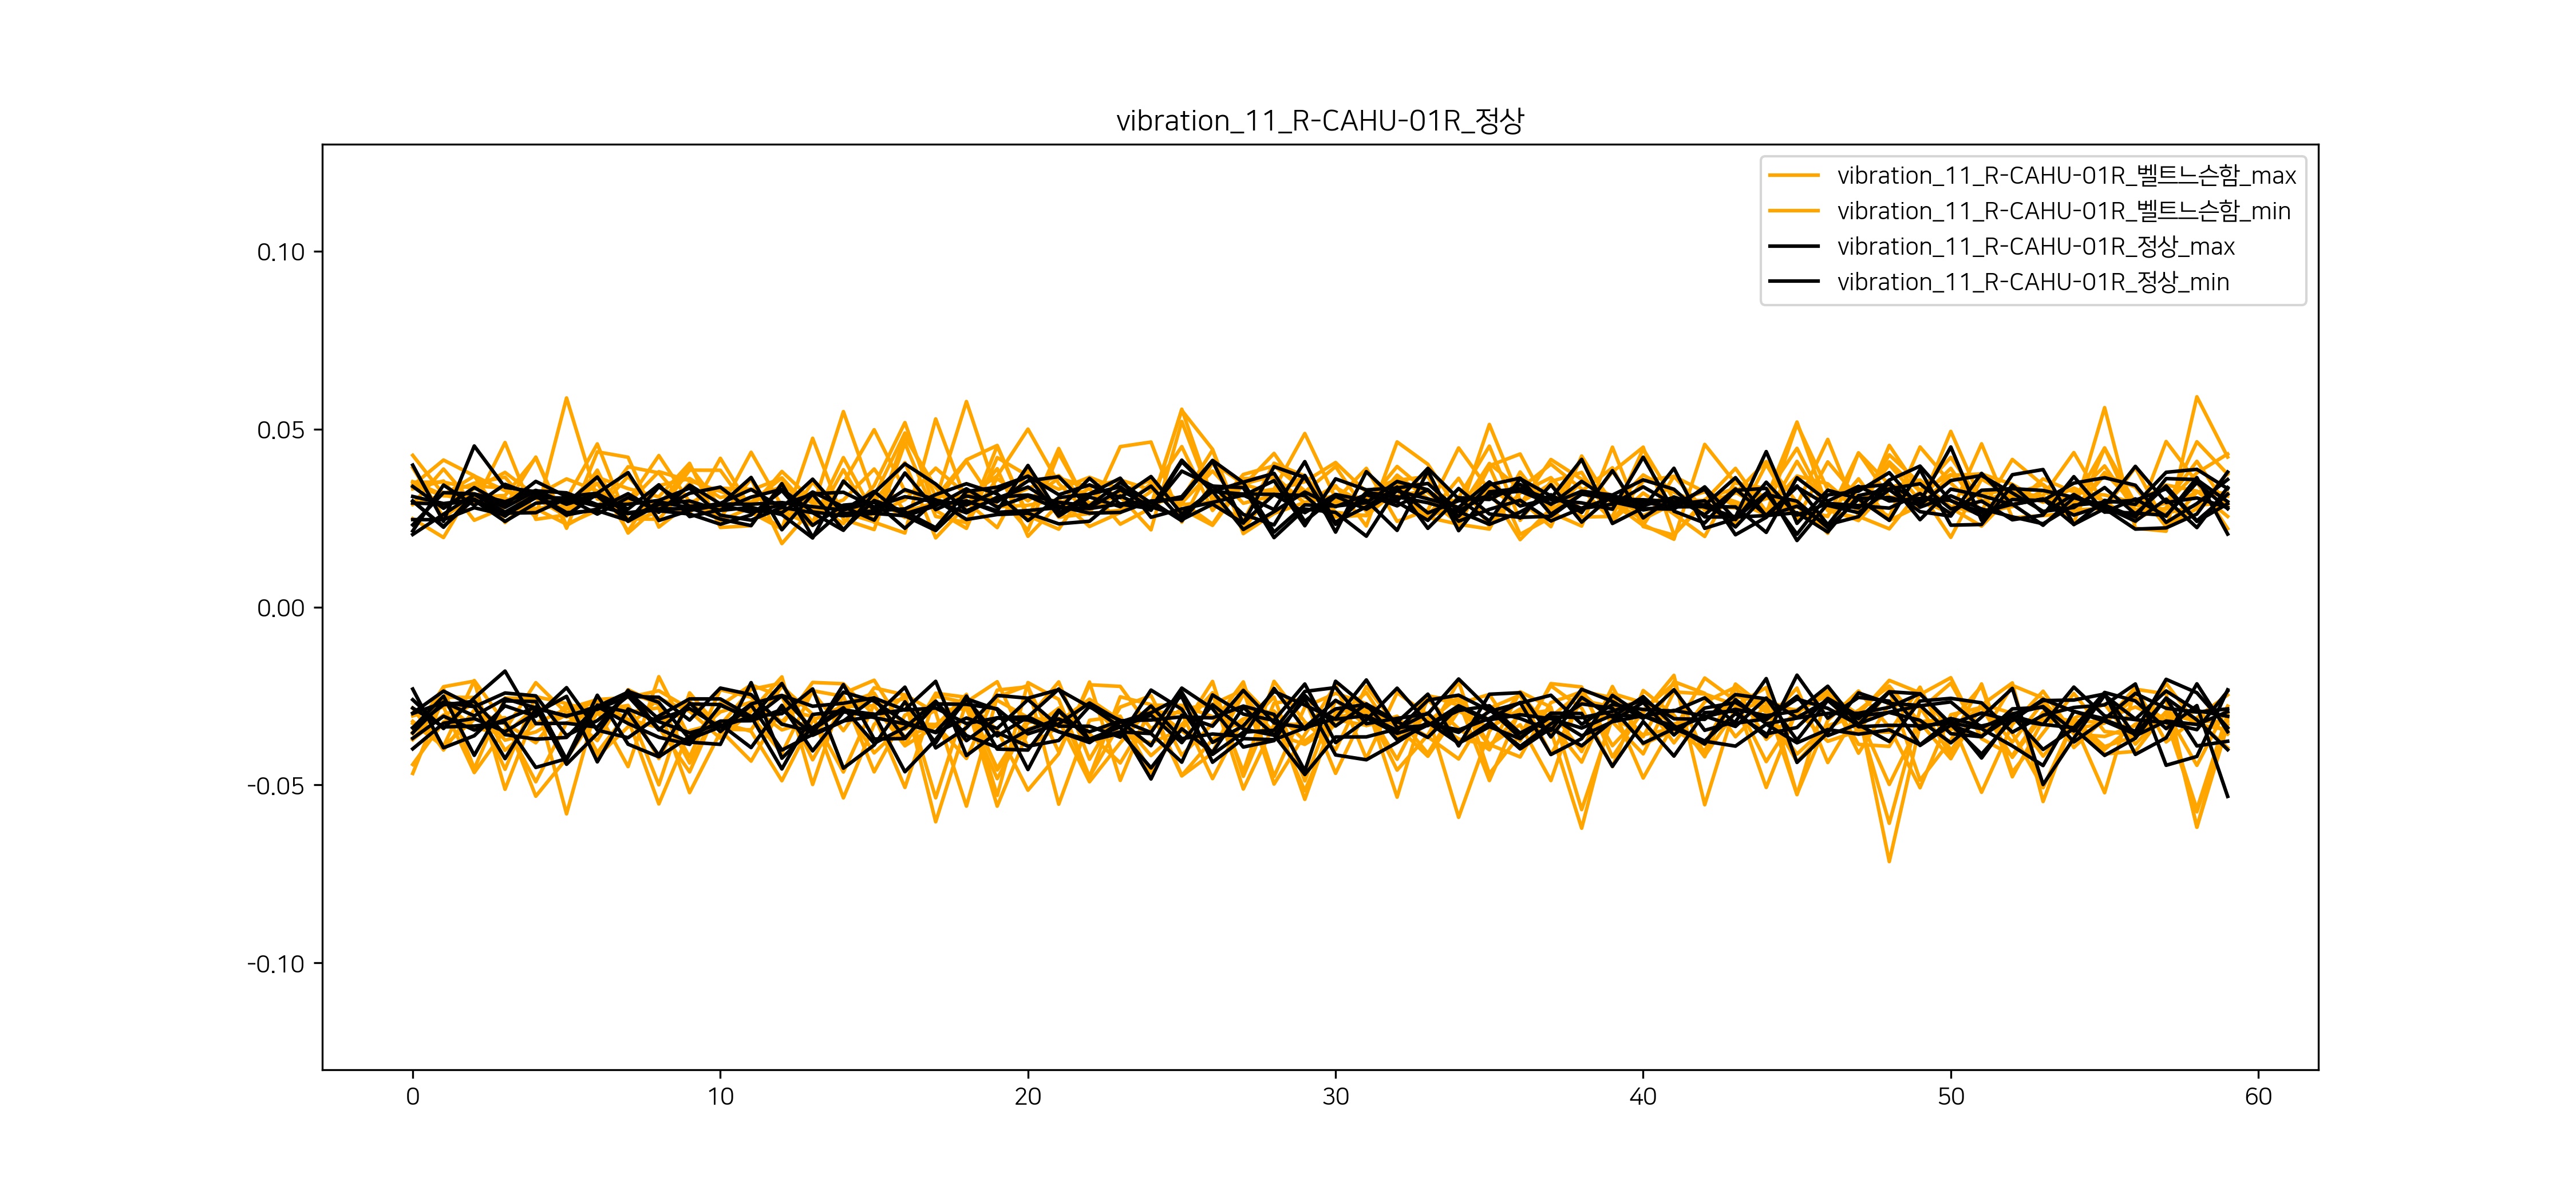 vibration_11_R-CAHU-01R_정상
vibration_11_R-CAHU-01R_벨트느슨함_max
vibration_11_R-CAHU-01R_벨트느슨함_min
vibration_11_R-CAHU-01R_정상_max
vibration_11_R-CAHU-01R_정상_min
0.10
0.05
0.00
-0.05
-0.10
0 10 20 30 40 50 60